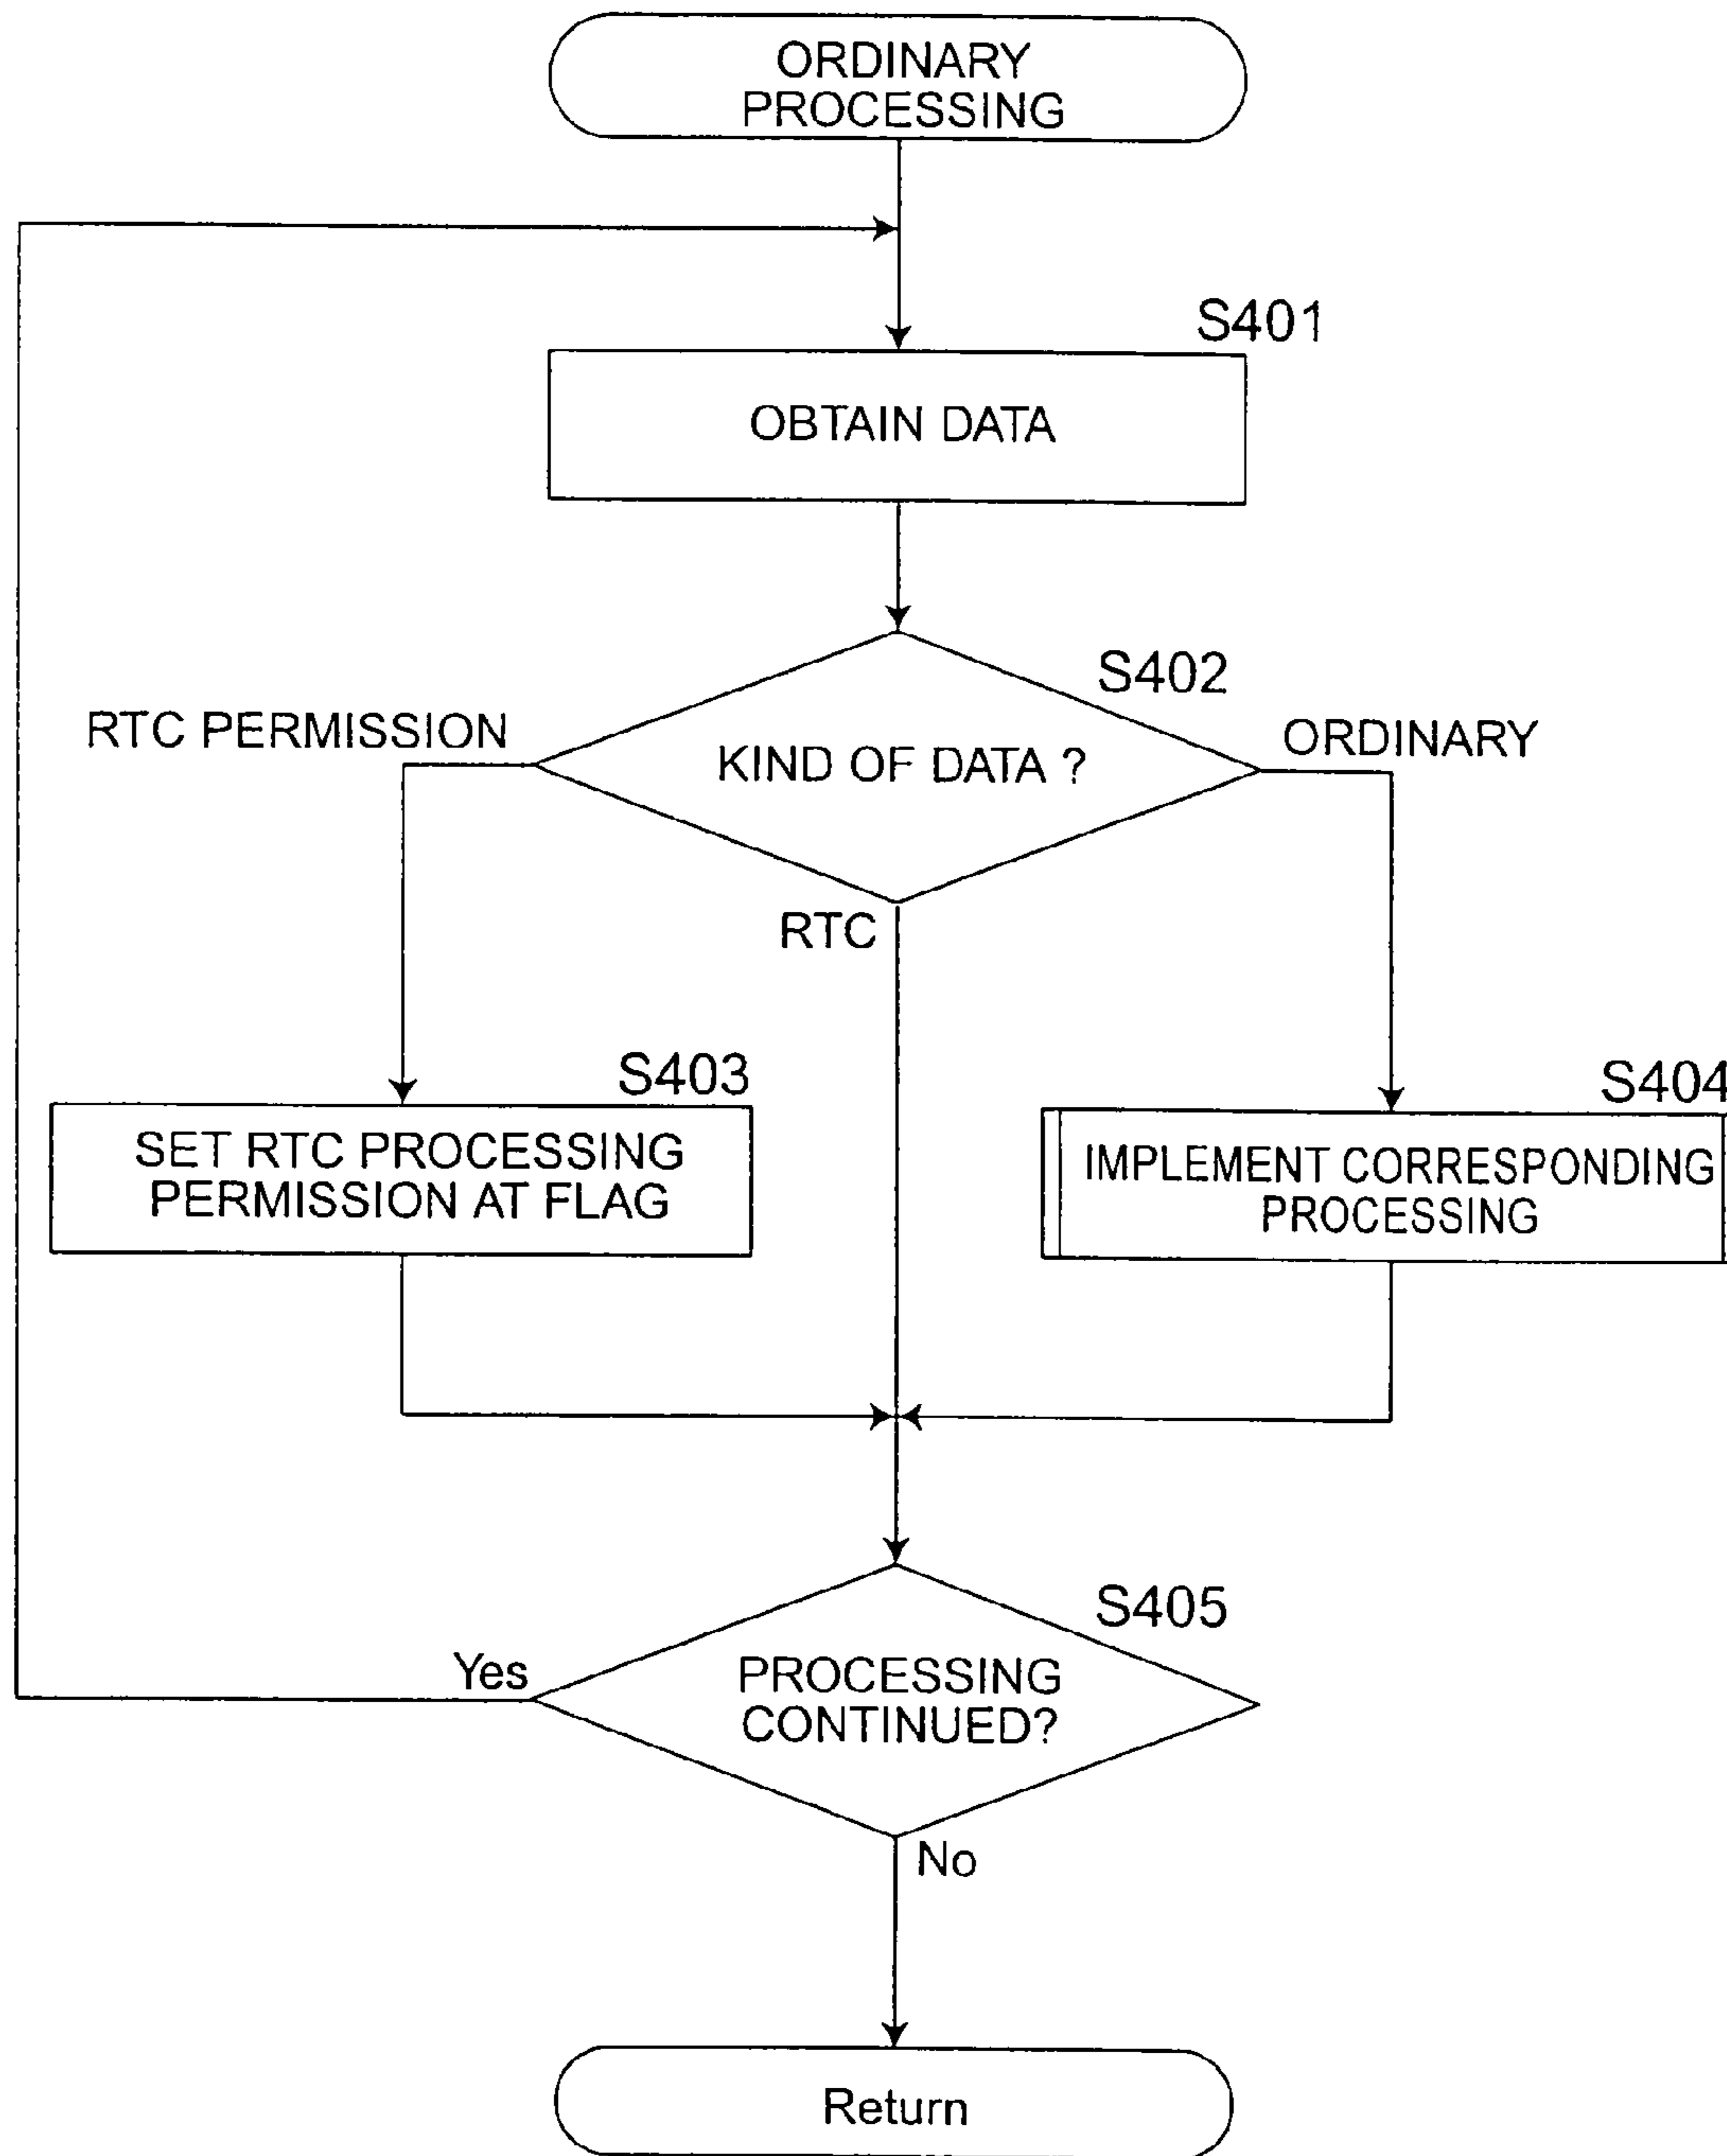 ORDINARY
PROCESSING
S401
OBTAIN DATA
S402
RTC PERMISSION
KIND OF DATA ?
ORDINARY
RTC
S403
SET RTC PROCESSING
PERMISSION AT FLAG
S404
IMPLEMENT CORRESPONDING
PROCESSING
S405
Yes
PROCESSING
CONTINUED?
No
Return